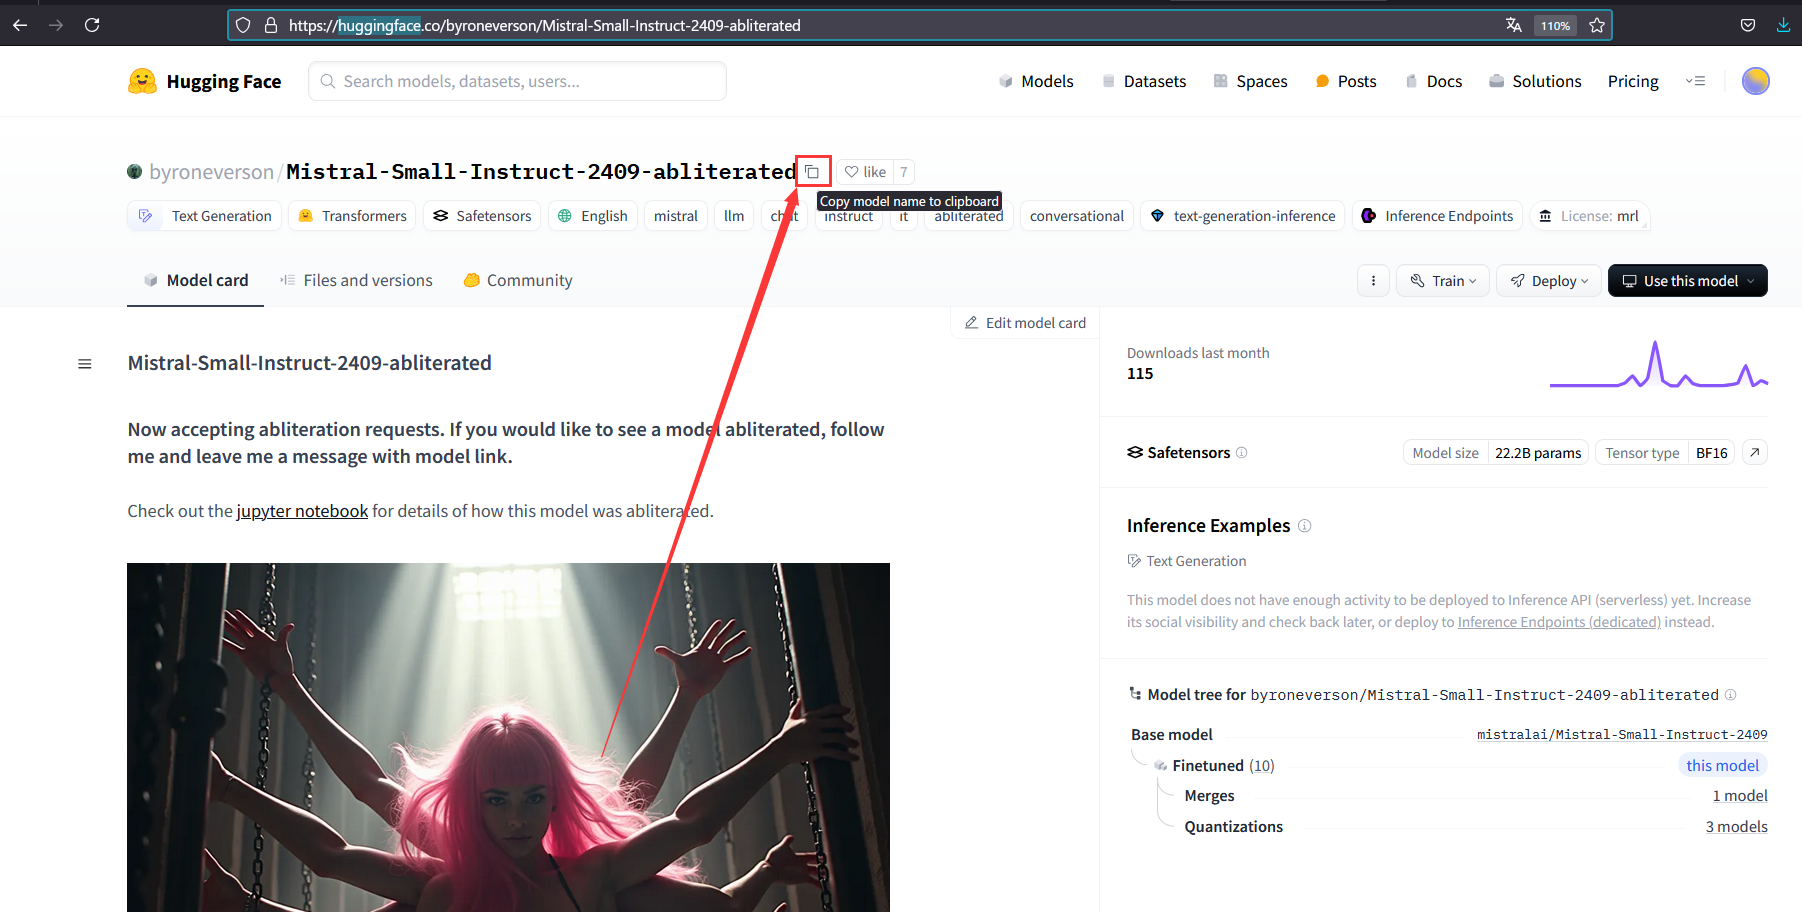 https://huggingface.co/byroneverson/Mistral-Small-Instruct-2409-abliterated
110%
Hugging Face
Search models, datasets, users...
Models
Datasets
Spaces
Posts
Docs
Solutions
Pricing
byroneverson/Mistral-Small-Instruct-2409-abliterated
like 7
Copy model name to clipboard
Text Generation
Transformers
Safetensors
English
mistral
llm
chat
instruct
it
abliterated
conversational
text-generation-inference
Inference Endpoints
License: mrl
Model card
Files and versions
Community
Train
Deploy
Use this model
Edit model card
Mistral-Small-Instruct-2409-abliterated
Now accepting abliteration requests. If you would like to see a model abliterated, follow
me and leave me a message with model link.
Check out the jupyter notebook for details of how this model was abliterated.
Downloads last month
115
Safetensors
Model size 22.2B params
Tensor type BF16
Inference Examples
Text Generation
This model does not have enough activity to be deployed to Inference API (serverless) yet. Increase
its social visibility and check back later, or deploy to Inference Endpoints (dedicated) instead.
Model tree for byroneverson/Mistral-Small-Instruct-2409-abliterated
Base model mistralai/Mistral-Small-Instruct-2409
Finetuned (10) this model
Merges 1 model
Quantizations 3 models